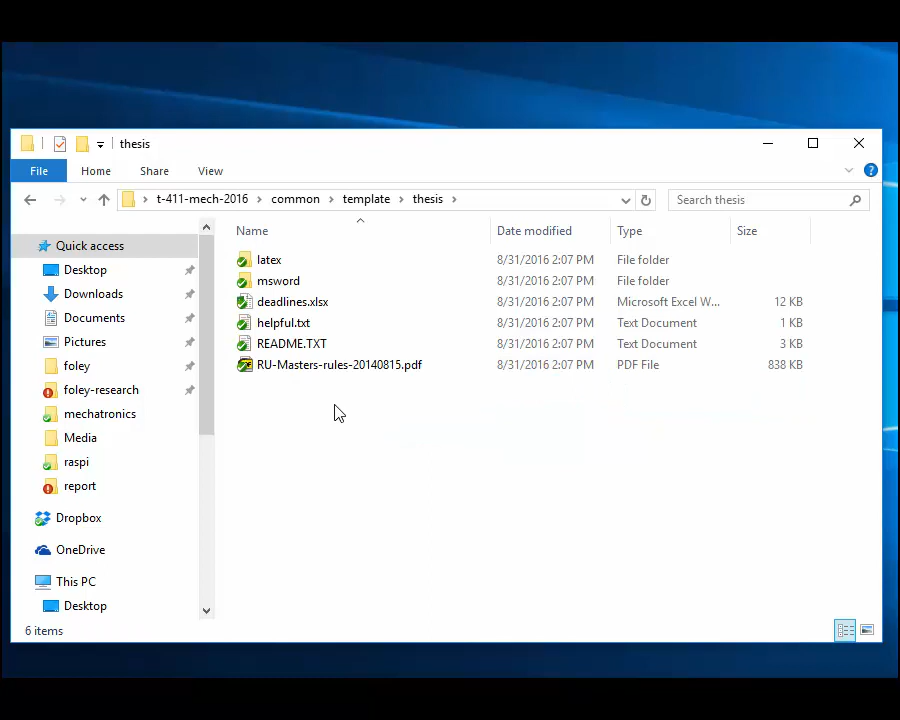 thesis
File Home Share View
t-411-mech-2016 common template thesis Search thesis
Name Date modified Type Size
Quick access
Desktop
Downloads
Documents
Pictures
foley
foley-research
mechatronics
Media
raspi
report
Dropbox
OneDrive
This PC
Desktop
latex 8/31/2016 2:07 PM File folder
msword 8/31/2016 2:07 PM File folder
deadlines.xlsx 8/31/2016 2:07 PM Microsoft Excel W... 12 KB
helpful.txt 8/31/2016 2:07 PM Text Document 1 KB
README.TXT 8/31/2016 2:07 PM Text Document 3 KB
RU-Masters-rules-20140815.pdf 8/31/2016 2:07 PM PDF File 838 KB
6 items